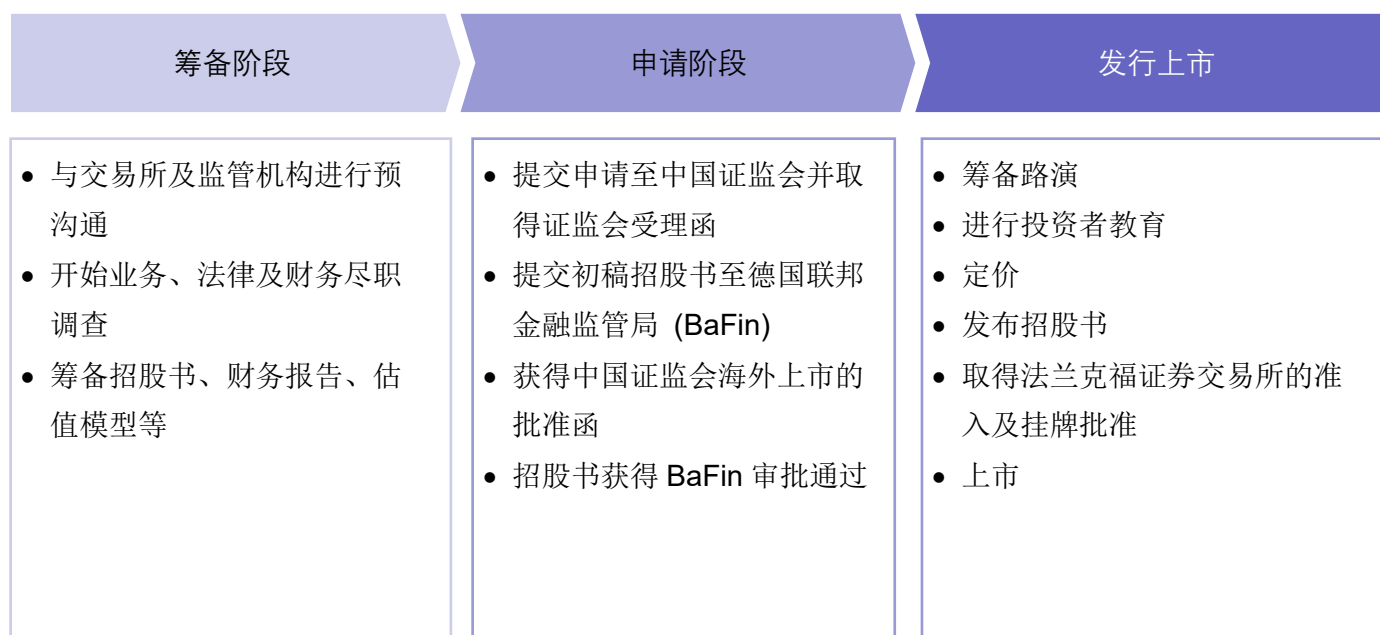 筹备阶段
申请阶段
发行上市
• 与交易所及监管机构进行预
沟通
• 开始业务、法律及财务尽职
调查
• 筹备招股书、财务报告、估
值模型等
• 提交申请至中国证监会并取
得证监会受理函
• 提交初稿招股书至德国联邦
金融监管局 (BaFin)
• 获得中国证监会海外上市的
批准函
• 招股书获得 BaFin 审批通过
• 筹备路演
• 进行投资者教育
• 定价
• 发布招股书
• 取得法兰克福证券交易所的准
入及挂牌批准
• 上市